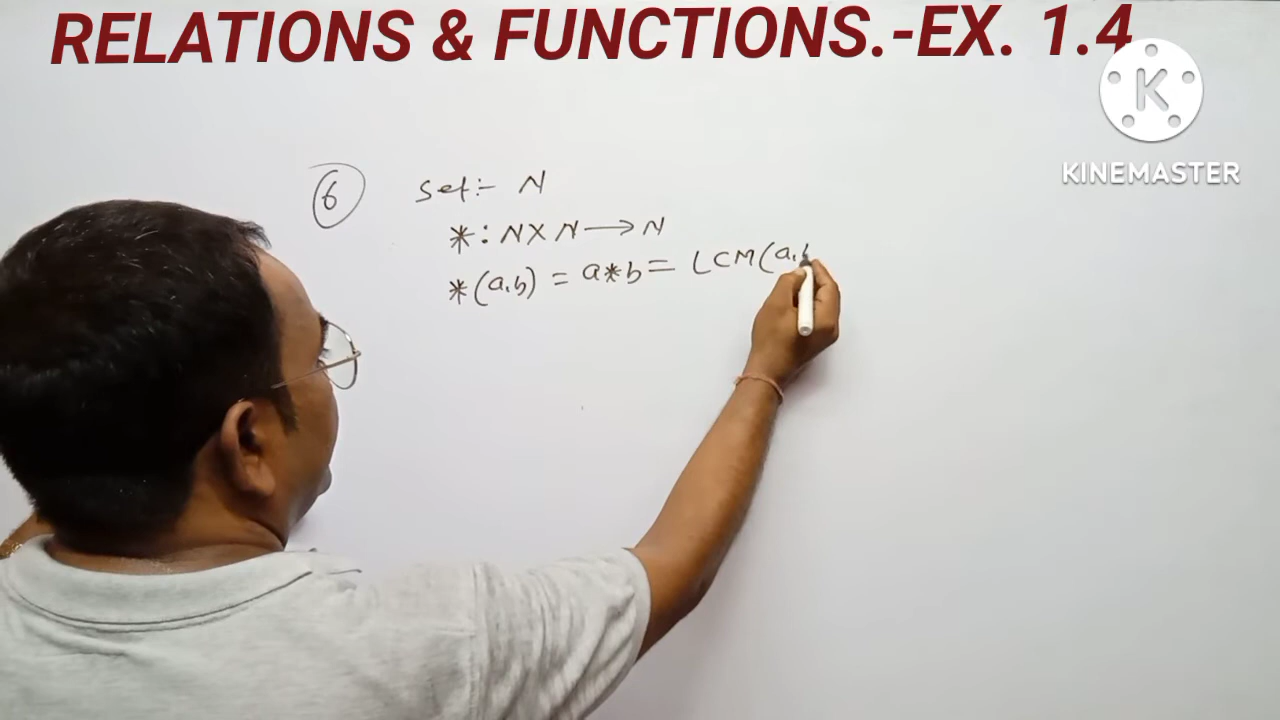 RELATIONS & FUNCTIONS.-EX. 1.4
K
KINEMASTER
6 Set:- N
*: N X N → N
*(a,b) = a*b = LCM(a,b